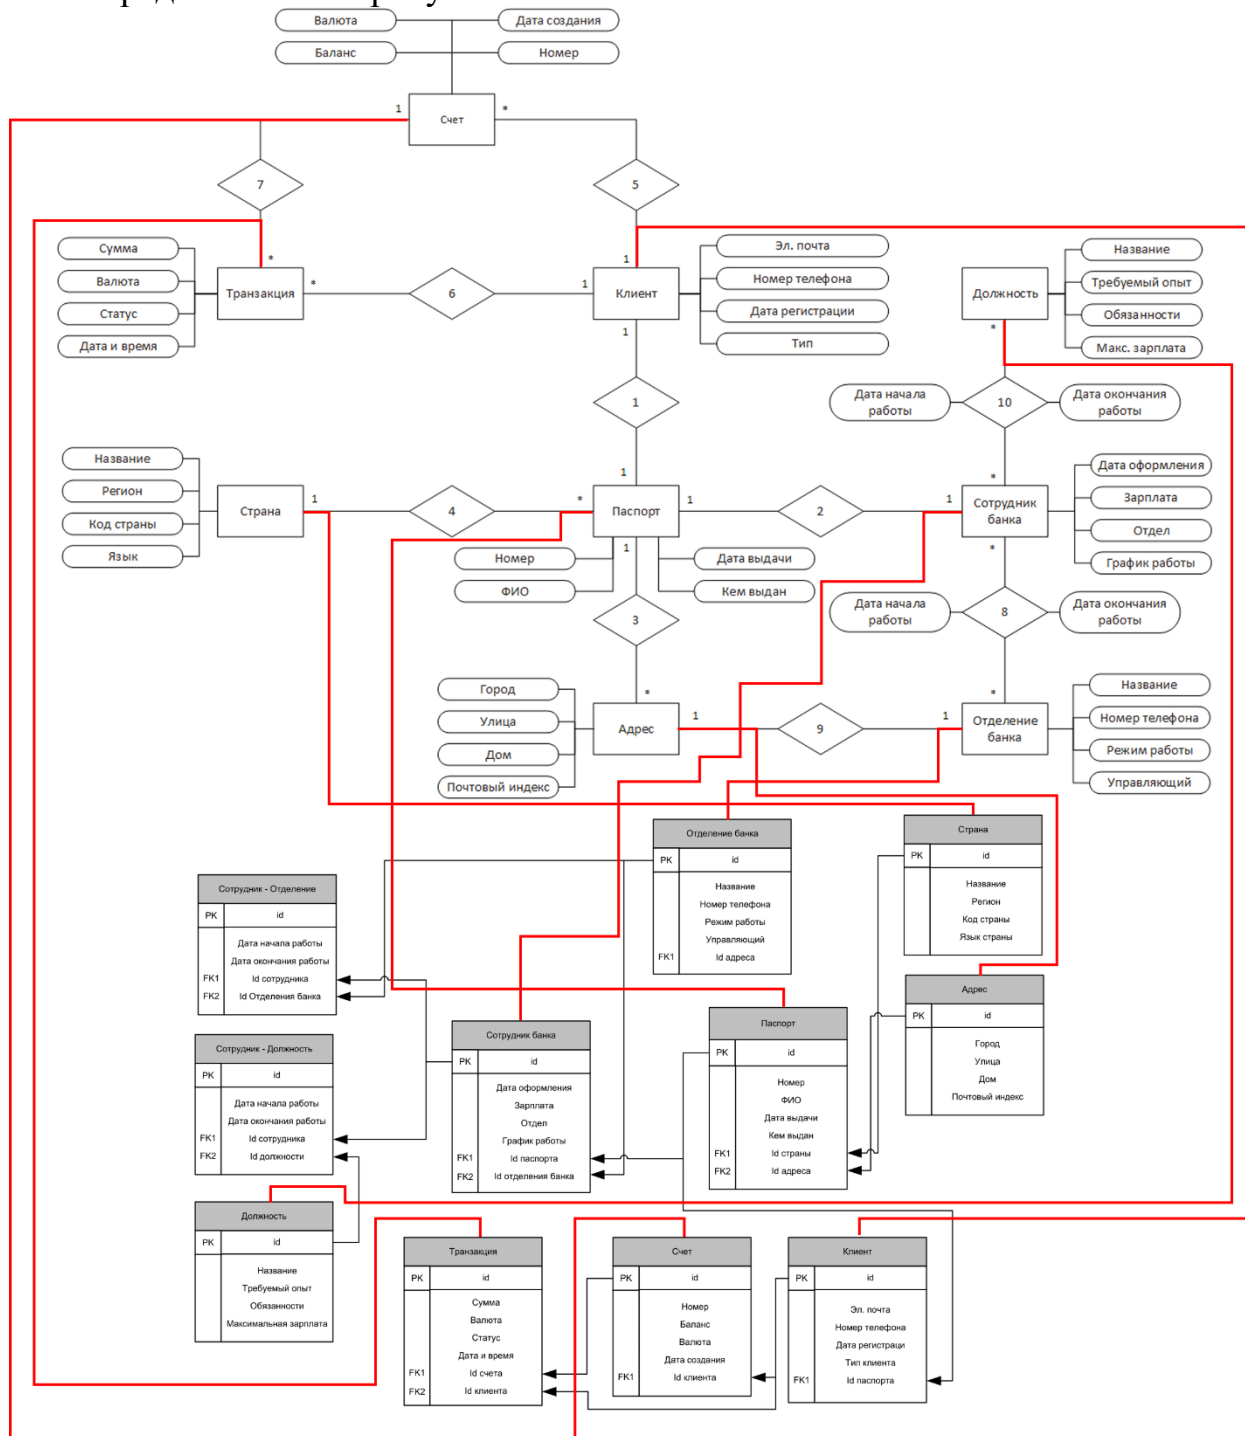 Валюта
Дата создания
Баланс
Номер
1
*
Счет
7
5
Сумма
Валюта
Статус
Дата и время
*
Транзакция
*
6
1
1
Клиент
1
Эл. почта
Номер телефона
Дата регистрации
Тип
Должность
*
Название
Требуемый опыт
Обязанности
Макс. зарплата
1
Дата начала
работы
10
Дата окончания
работы
Название
Регион
Код страны
Язык
Страна
1
4
*
1
Паспорт
1
1
2
1
*
Сотрудник
банка
*
Дата оформления
Зарплата
Отдел
График работы
Номер
ФИО
Дата выдачи
Кем выдан
3
Дата начала
работы
8
Дата окончания
работы
Город
Улица
Дом
Почтовый индекс
*
Адрес
1
9
1
*
Отделение
банка
Название
Номер телефона
Режим работы
Управляющий
Отделение банка
PK
id
Название
Номер телефона
Режим работы
Управляющий
FK1
Id адреса
Страна
PK
id
Название
Регион
Код страны
Язык страны
Сотрудник - Отделение
PK
id
Дата начала работы
Дата окончания работы
FK1
Id сотрудника
FK2
Id Отделения банка
Адрес
PK
id
Город
Улица
Дом
Почтовый индекс
Сотрудник - Должность
PK
id
Дата начала работы
Дата окончания работы
FK1
Id сотрудника
FK2
Id должности
Сотрудник банка
PK
id
Дата оформления
Зарплата
Отдел
График работы
FK1
Id паспорта
FK2
Id отделения банка
Паспорт
PK
id
Номер
ФИО
Дата выдачи
Кем выдан
FK1
Id страны
FK2
Id адреса
Должность
PK
id
Название
Требуемый опыт
Обязанности
Максимальная зарплата
Транзакция
PK
id
Сумма
Валюта
Статус
Дата и время
FK1
Id счета
FK2
Id клиента
Счет
PK
id
Номер
Баланс
Валюта
Дата создания
FK1
Id клиента
Клиент
PK
id
Эл. почта
Номер телефона
Дата регистраци
Тип клиента
FK1
Id паспорта